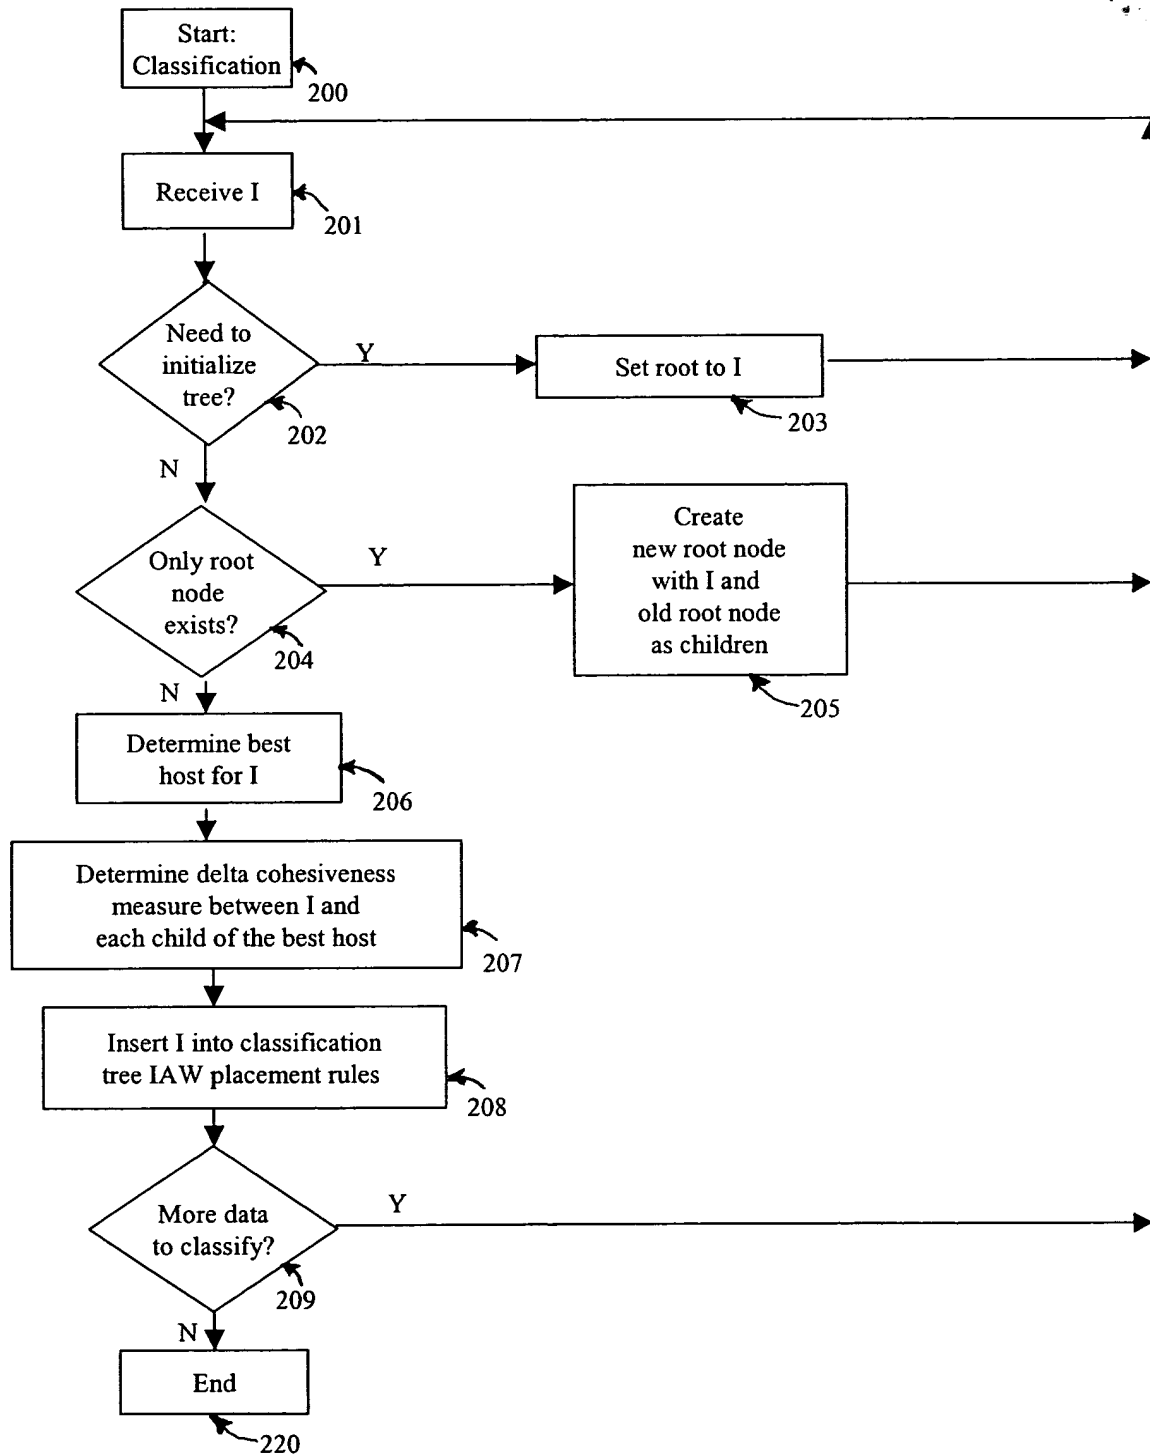 Start:
Classification
200
Receive I
201
Need to
initialize
tree?
202
Y
Set root to I
203
N
Only root
node
exists?
204
Y
Create
new root node
with I and
old root node
as children
205
N
Determine best
host for I
206
Determine delta cohesiveness
measure between I and
each child of the best host
207
Insert I into classification
tree IAW placement rules
208
More data
to classify?
209
Y
N
End
220